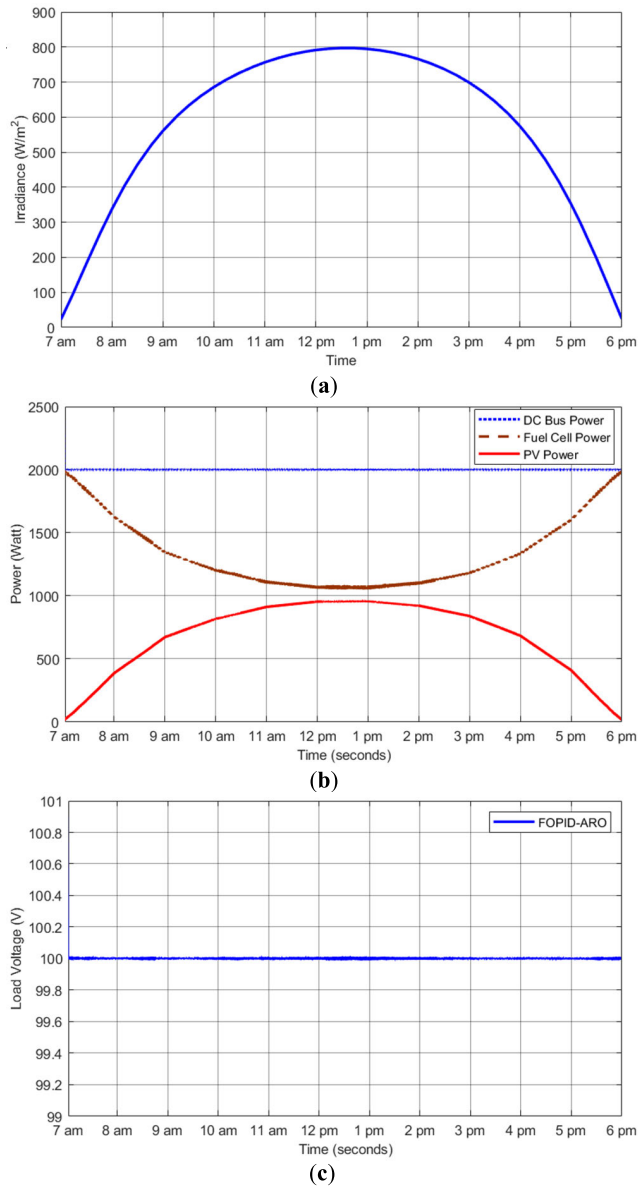 900
800
700
600
500
400
300
200
100
0
Irradiance (W/m²)
7 am 8 am 9 am 10 am 11 am 12 pm 1 pm 2 pm 3 pm 4 pm 5 pm 6 pm
Time
(a)
2500
2000
1500
1000
500
0
Power (Watt)
DC Bus Power
Fuel Cell Power
PV Power
7 am 8 am 9 am 10 am 11 am 12 pm 1 pm 2 pm 3 pm 4 pm 5 pm 6 pm
Time (seconds)
(b)
101
100.8
100.6
100.4
100.2
100
99.8
99.6
99.4
99.2
99
Load Voltage (V)
FOPID-ARO
7 am 8 am 9 am 10 am 11 am 12 pm 1 pm 2 pm 3 pm 4 pm 5 pm 6 pm
Time (seconds)
(c)